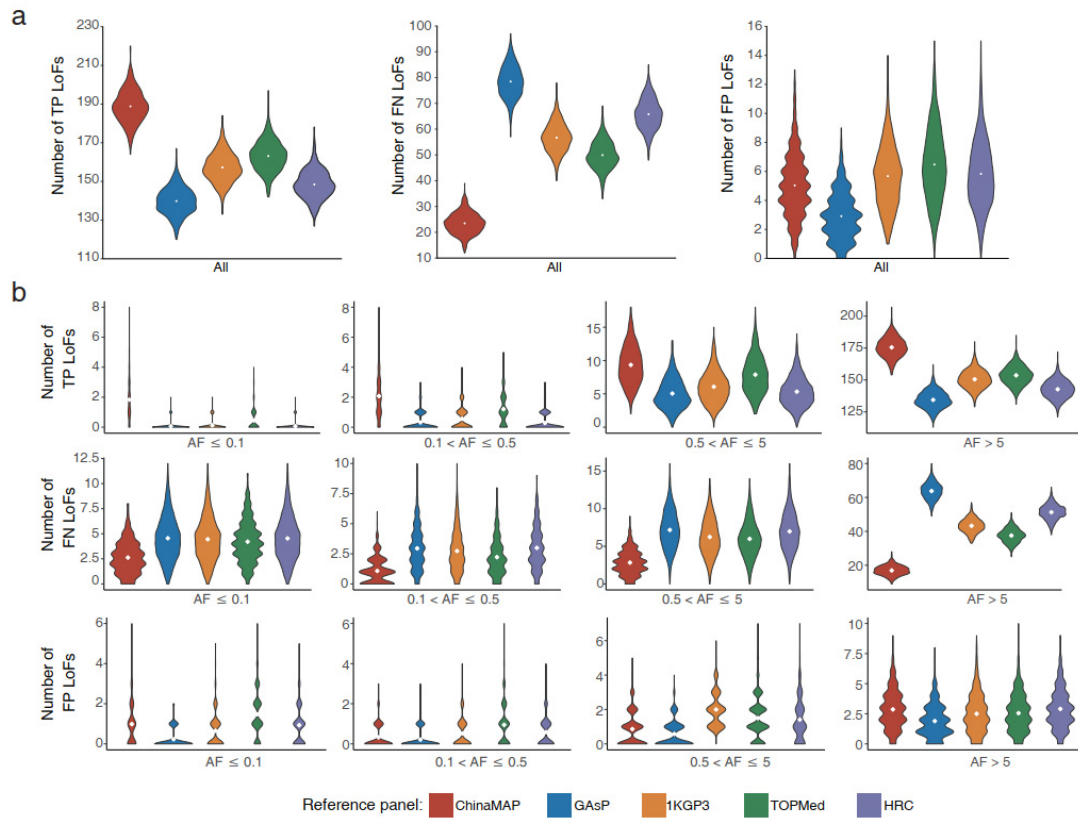 a
Number of TP LoFs
230
210
190
170
150
130
110
All
Number of FN LoFs
100
90
80
70
60
50
40
30
20
10
All
Number of FP LoFs
16
14
12
10
8
6
4
2
0
All
b
Number of
TP LoFs
8
6
4
2
0
AF ≤ 0.1
8
6
4
2
0
0.1 < AF ≤ 0.5
15
10
5
0
0.5 < AF ≤ 5
200
175
150
125
AF > 5
Number of
FN LoFs
12.5
10
7.5
5
2.5
0
AF ≤ 0.1
10
7.5
5
2.5
0
0.1 < AF ≤ 0.5
15
10
5
0
0.5 < AF ≤ 5
80
60
40
20
AF > 5
Number of
FP LoFs
6
4
2
0
AF ≤ 0.1
6
4
2
0
0.1 < AF ≤ 0.5
6
4
2
0
0.5 < AF ≤ 5
10
7.5
5
2.5
0
AF > 5
Reference panel: ChinaMAP GAsP 1KGP3 TOPMed HRC